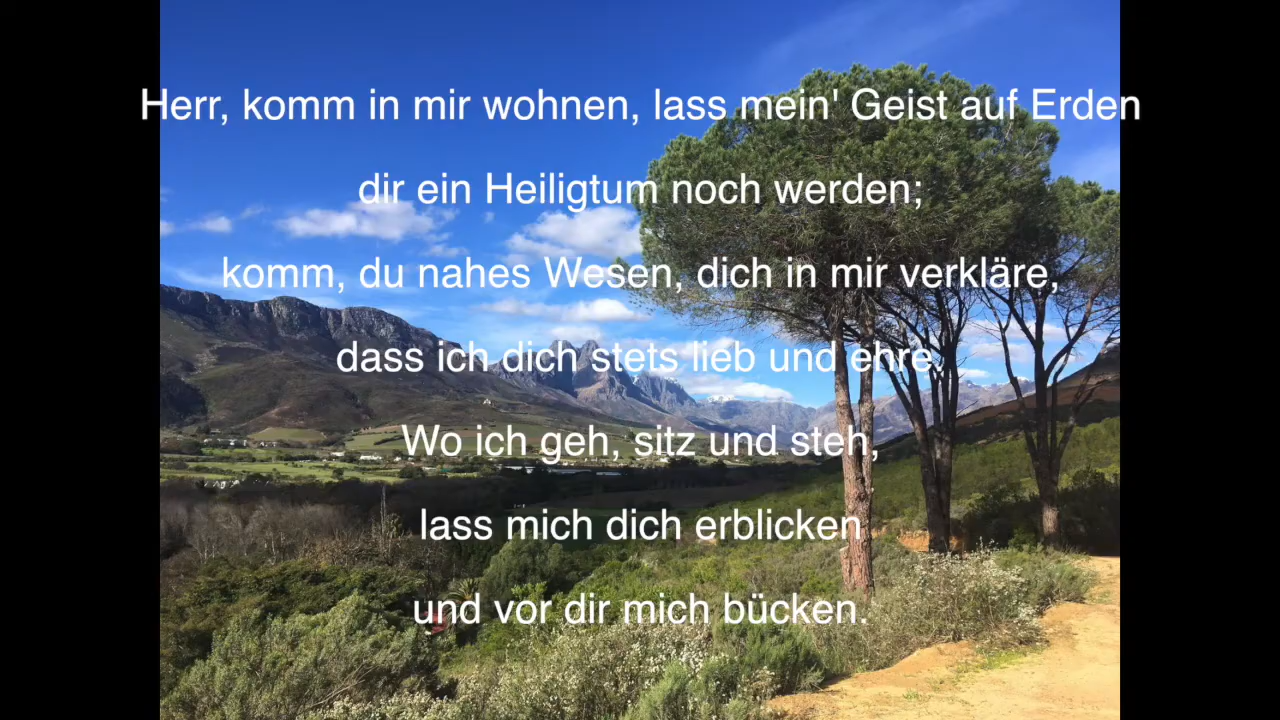 Herr, komm in mir wohnen, lass mein' Geist auf Erden
dir ein Heiligtum noch werden;
komm, du nahes Wesen, dich in mir verkläre,
dass ich dich stets lieb und ehre.
Wo ich geh, sitz und steh,
lass mich dich erblicken
und vor dir mich bücken.